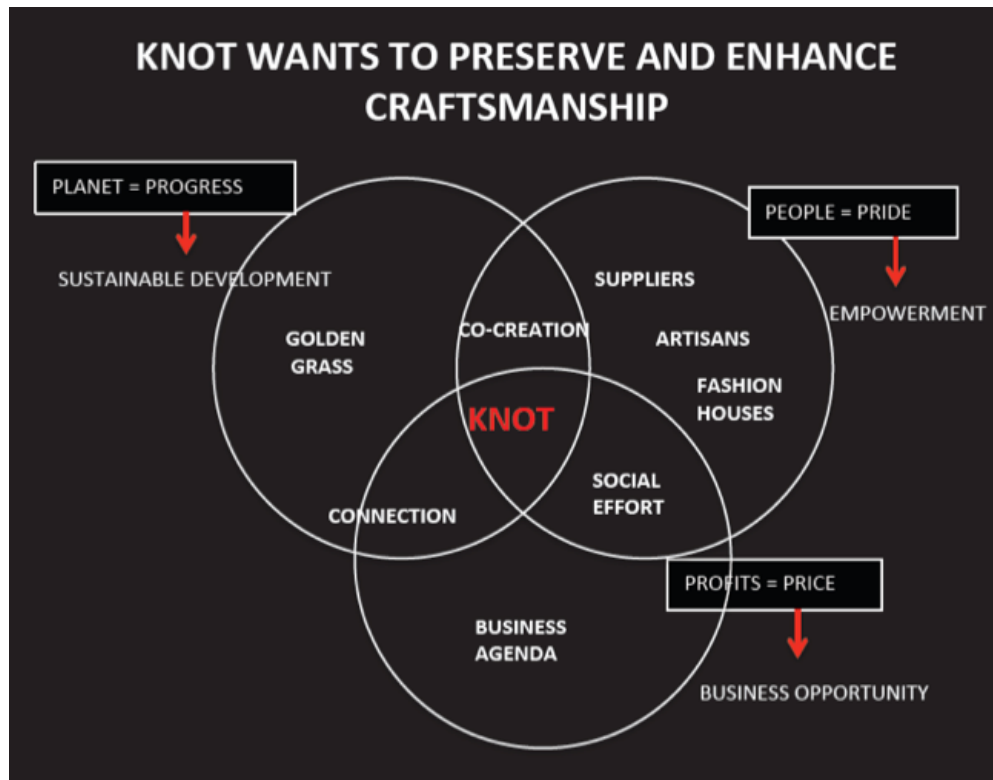 KNOT WANTS TO PRESERVE AND ENHANCE
CRAFTSMANSHIP
PLANET = PROGRESS
SUSTAINABLE DEVELOPMENT
PEOPLE = PRIDE
EMPOWERMENT
GOLDEN
GRASS
CO-CREATION
SUPPLIERS
ARTISANS
FASHION
HOUSES
KNOT
SOCIAL
EFFORT
CONNECTION
BUSINESS
AGENDA
PROFITS = PRICE
BUSINESS OPPORTUNITY